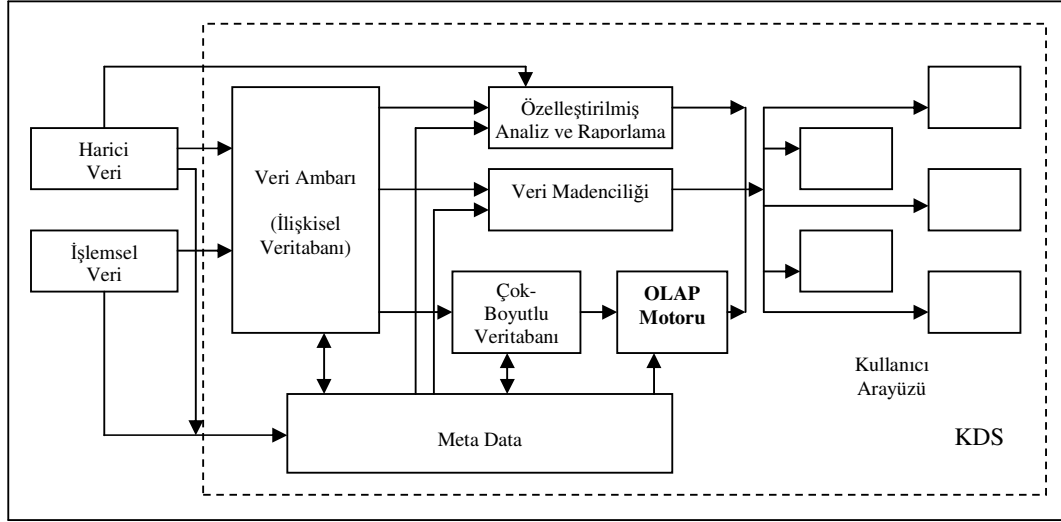 Harici
Veri
İşlemsel
Veri
Veri Ambarı
(İlişkisel
Veritabanı)
Özelleştirilmiş
Analiz ve Raporlama
Veri Madenciliği
Çok-
Boyutlu
Veritabanı
OLAP
Motoru
Meta Data
Kullanıcı
Arayüzü
KDS